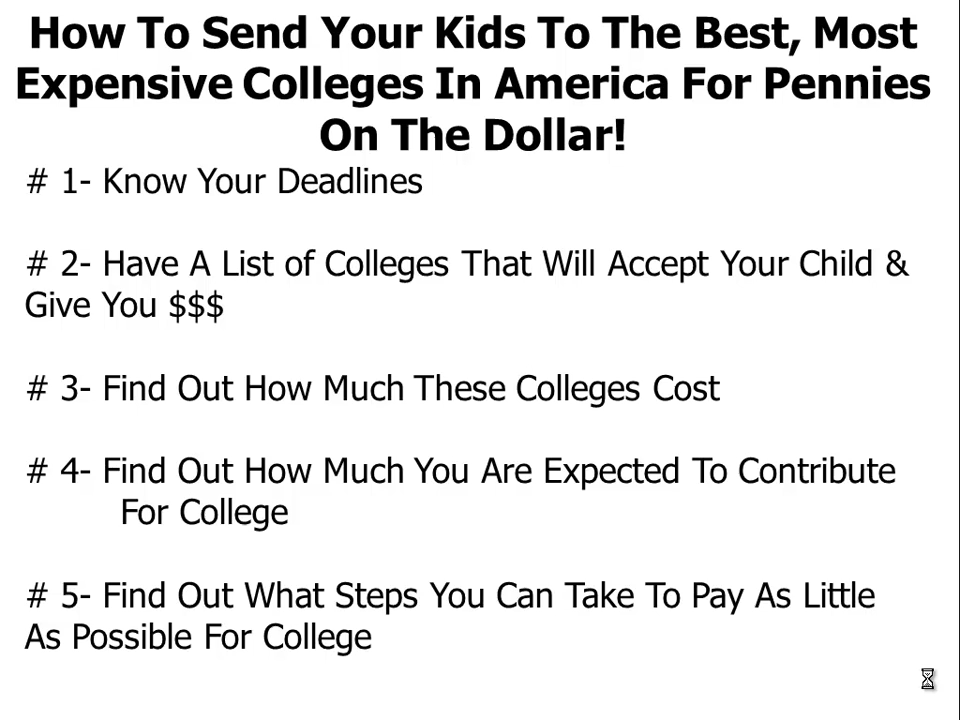 How To Send Your Kids To The Best, Most
Expensive Colleges In America For Pennies
On The Dollar!
# 1- Know Your Deadlines
# 2- Have A List of Colleges That Will Accept Your Child &
Give You $$$
# 3- Find Out How Much These Colleges Cost
# 4- Find Out How Much You Are Expected To Contribute
For College
# 5- Find Out What Steps You Can Take To Pay As Little
As Possible For College